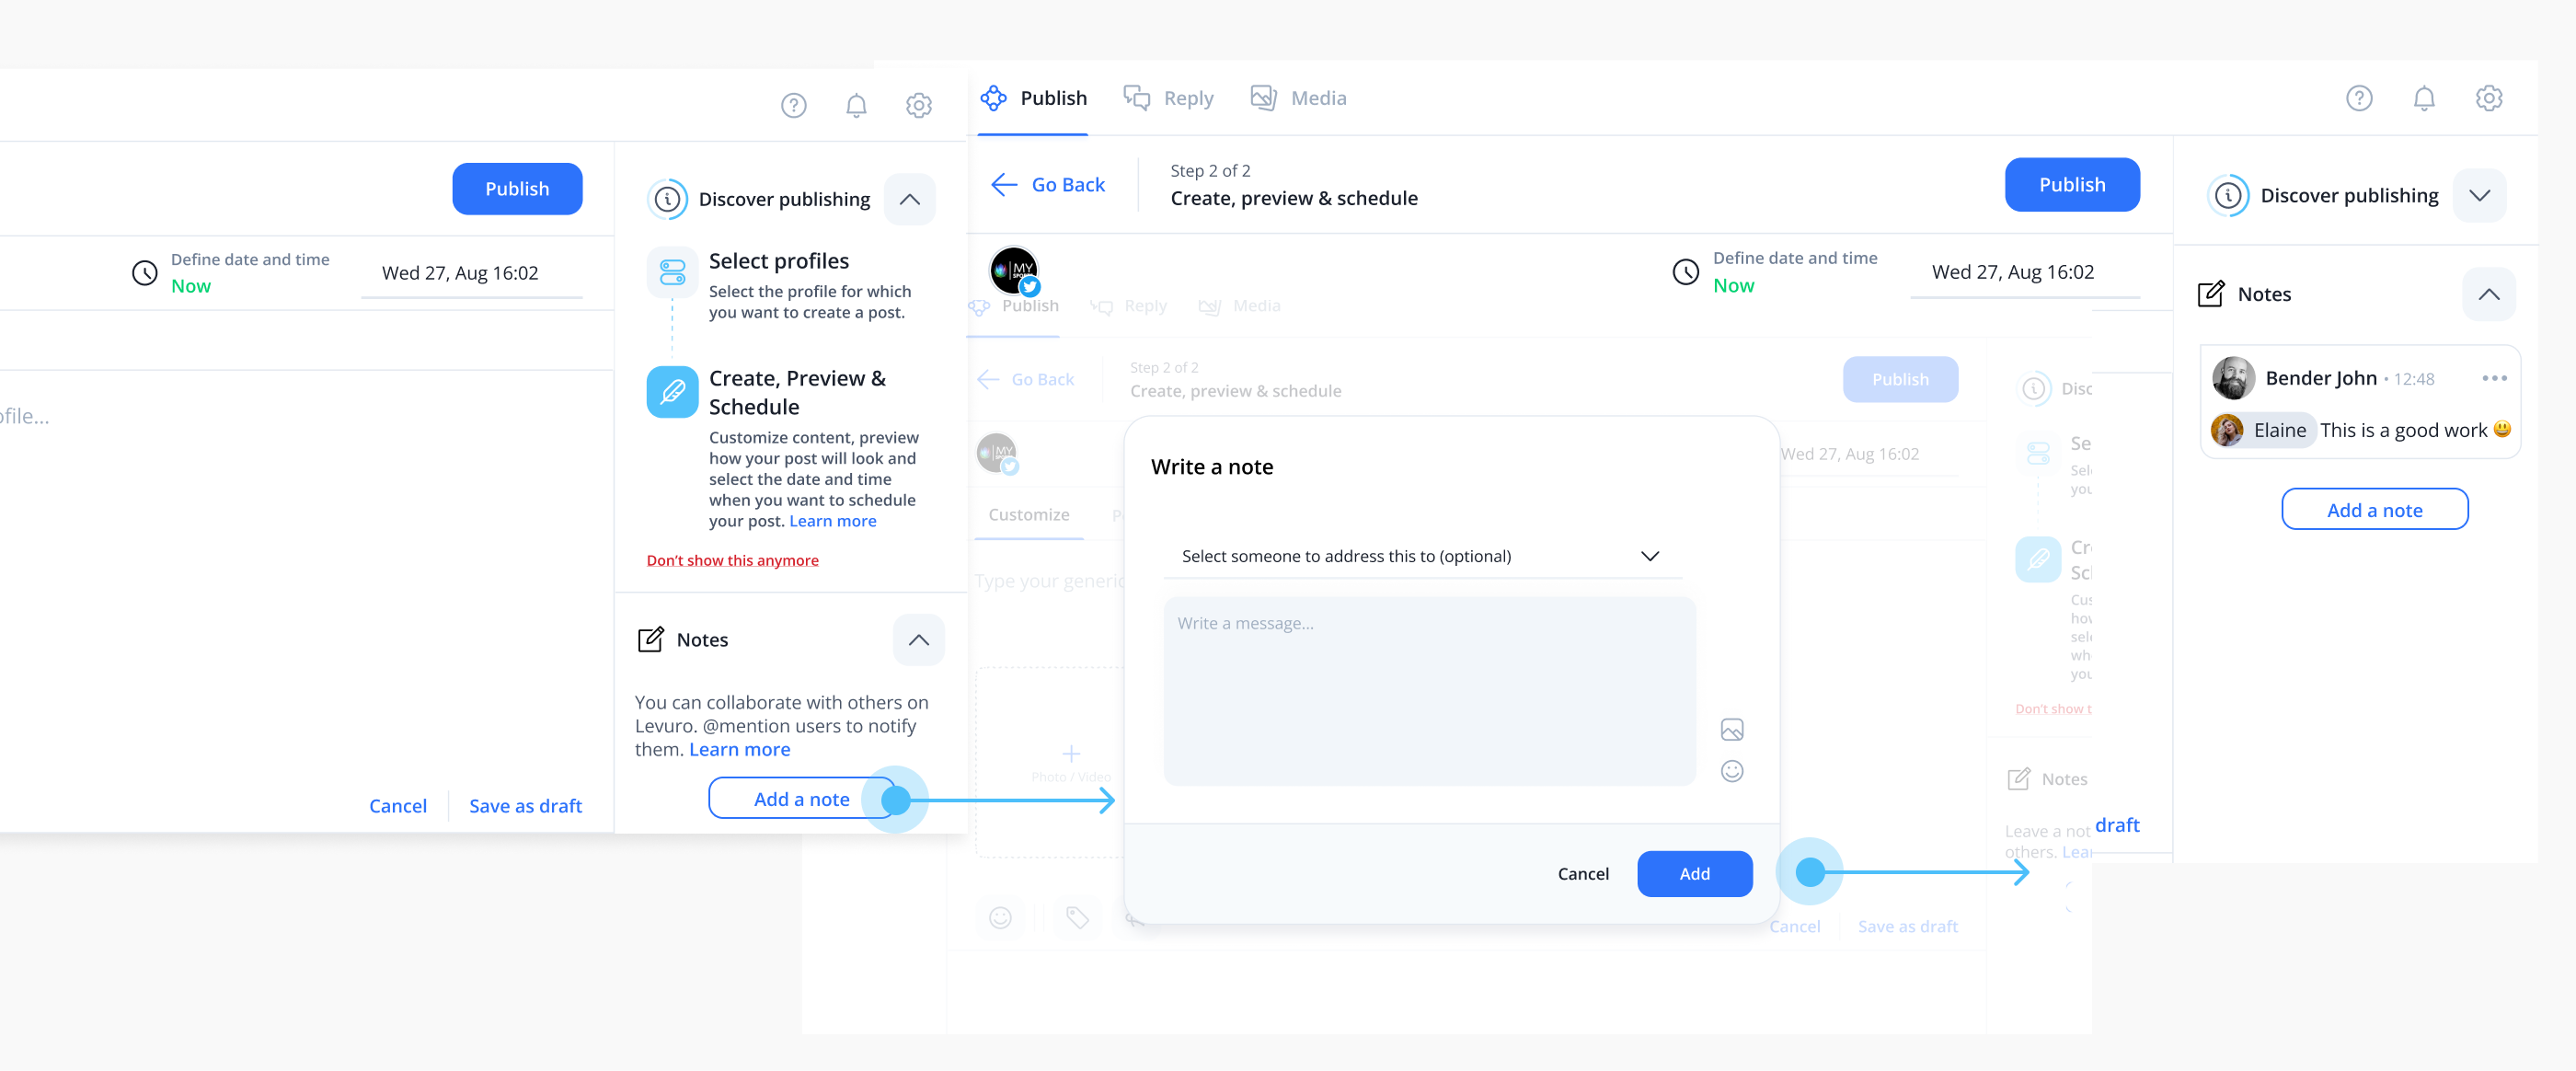 Publish
Define date and time
Now
Wed 27, Aug 16:02
Cancel
Save as draft
Discover publishing
Select profiles
Select the profile for which
you want to create a post.
Create, Preview &
Schedule
Customize content, preview
how your post will look and
select the date and time
when you want to schedule
your post. Learn more
Don't show this anymore
Notes
You can collaborate with others on
Levuro. @mention users to notify
them. Learn more
Add a note
Publish
Reply
Media
Go Back
Step 2 of 2
Create, preview & schedule
Publish
MY
Define date and time
Now
Wed 27, Aug 16:02
Publish
Reply
Media
Go Back
Step 2 of 2
Create, preview & schedule
Publish
MY
Wed 27, Aug 16:02
Customize
Type your generic
Photo / Video
Cancel
Save as draft
Write a note
Select someone to address this to (optional)
Write a message...
Cancel
Add
Don't show
Notes
Leave a
others.
draft
Discover publishing
Notes
Bender John • 12:48
Elaine This is a good work 😃
Add a note